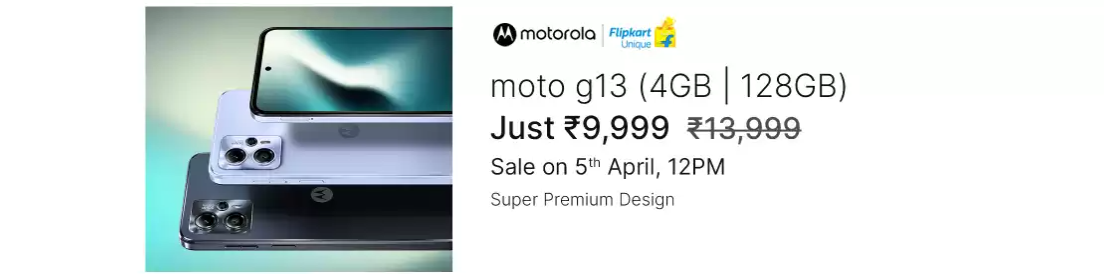 motorola | Flipkart Unique
moto g13 (4GB | 128GB)
Just ₹9,999 ₹13,999
Sale on 5th April, 12PM
Super Premium Design